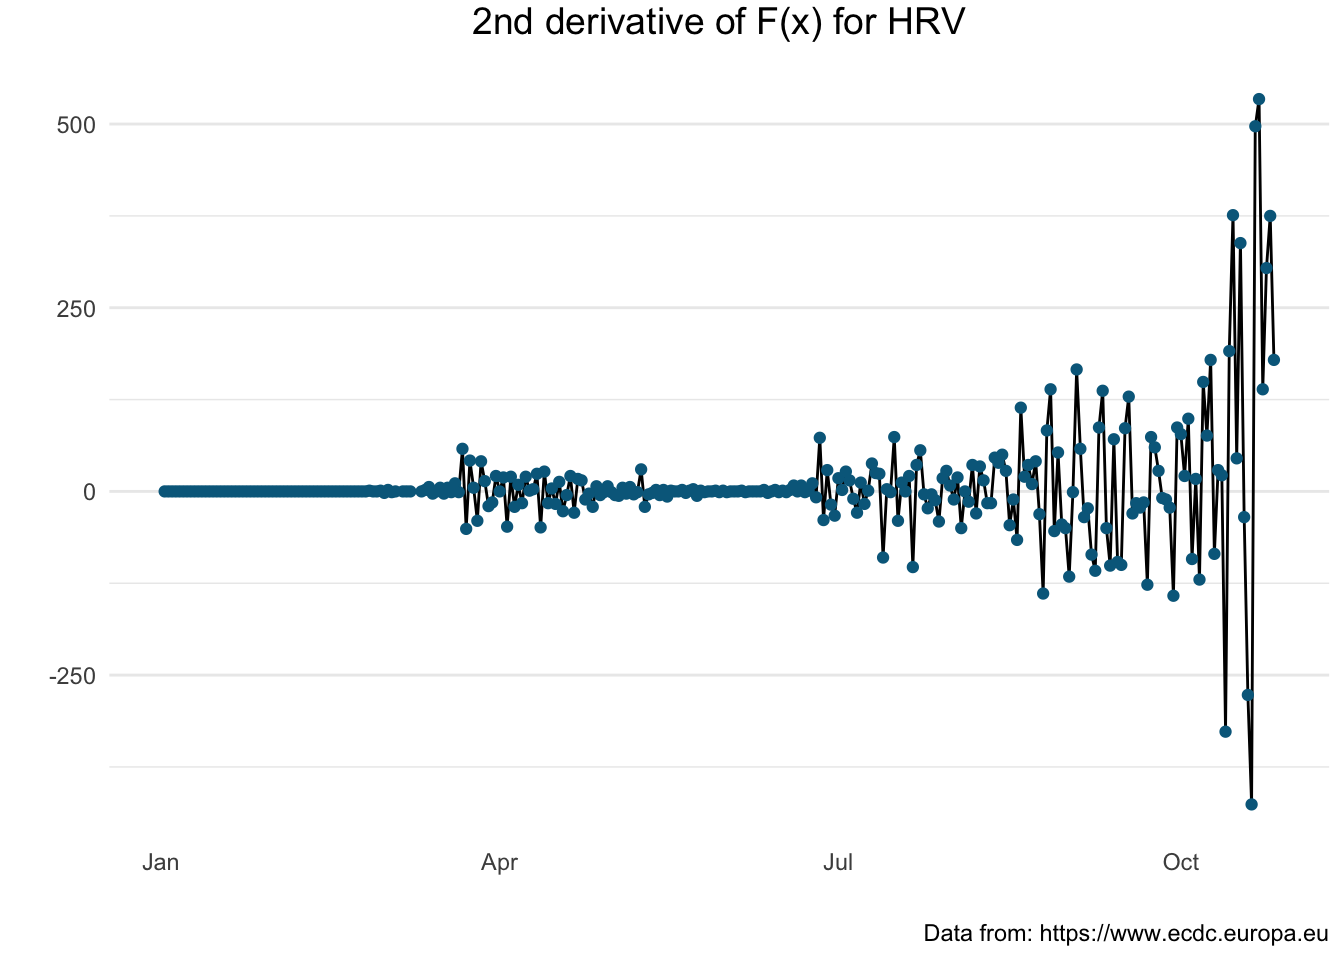 2nd derivative of F(x) for HRV
500
250
0
-250
Jan Apr Jul Oct
Data from: https://www.ecdc.europa.eu